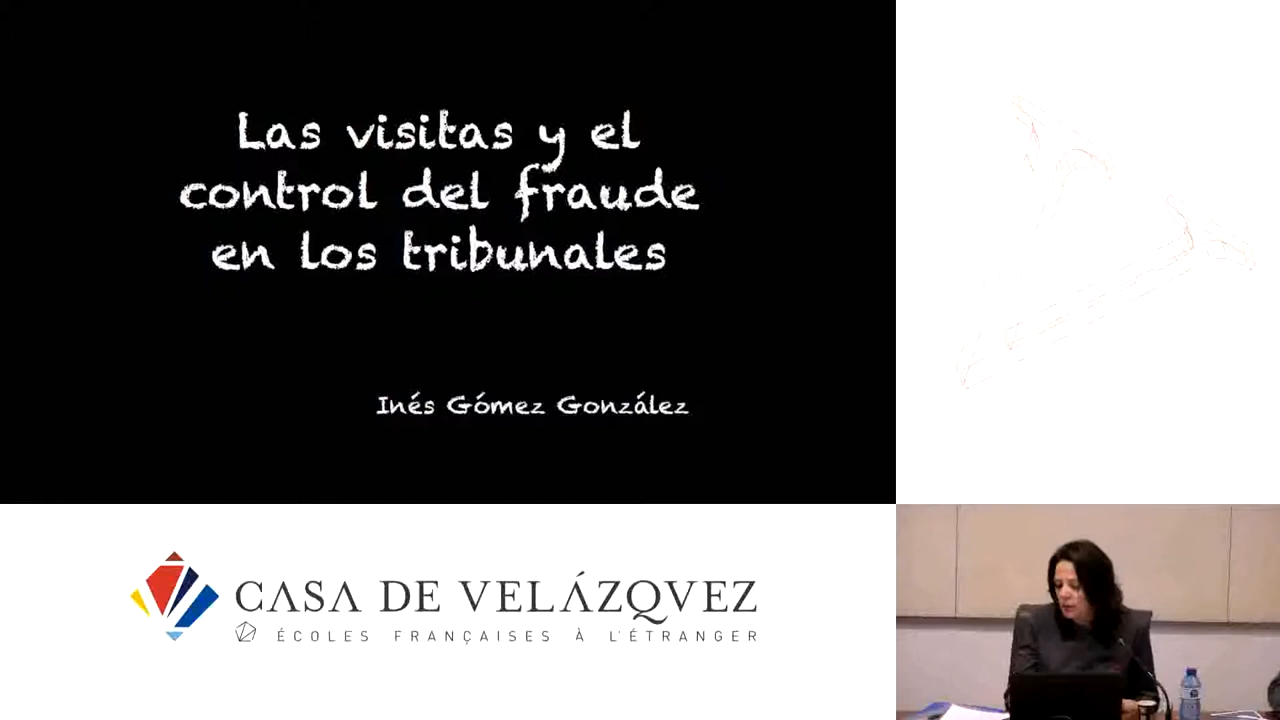 Las visitas y el
control del fraude
en los tribunales
Inés Gómez González
CASA DE VELÁZQVEZ
ÉCOLES FRANÇAISES À L'ÉTRANGER